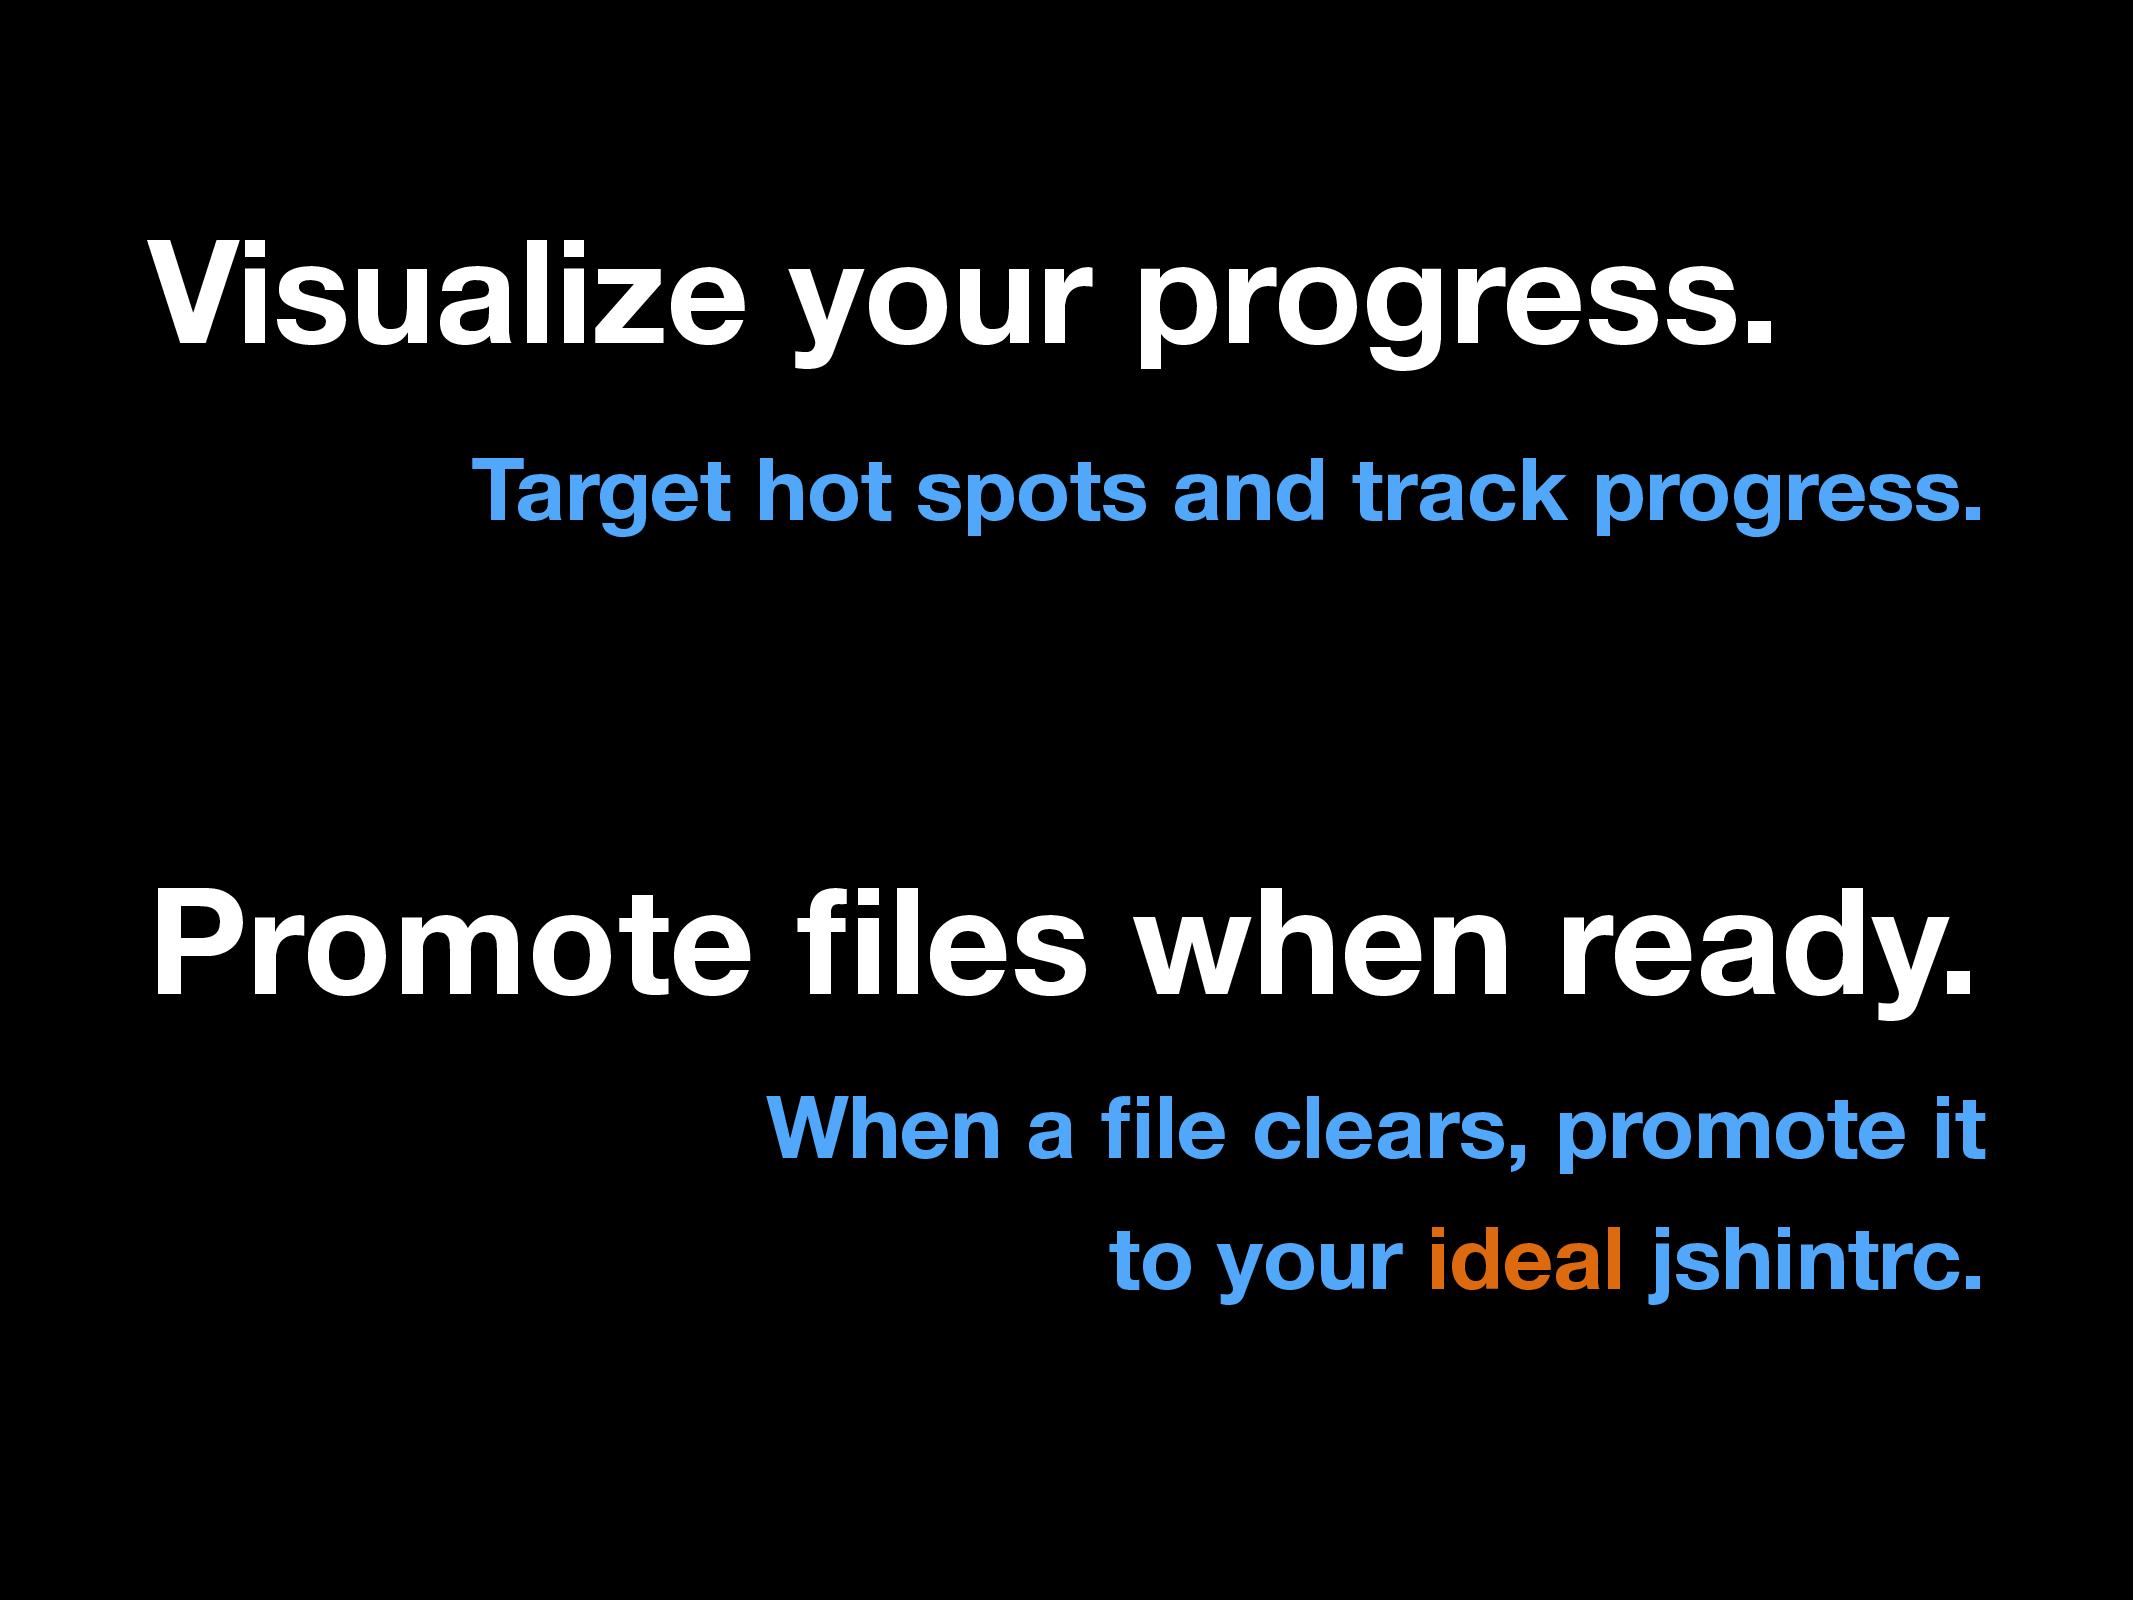 Visualize your progress.
Target hot spots and track progress.
Promote files when ready.
When a file clears, promote it
to your ideal jshintrc.